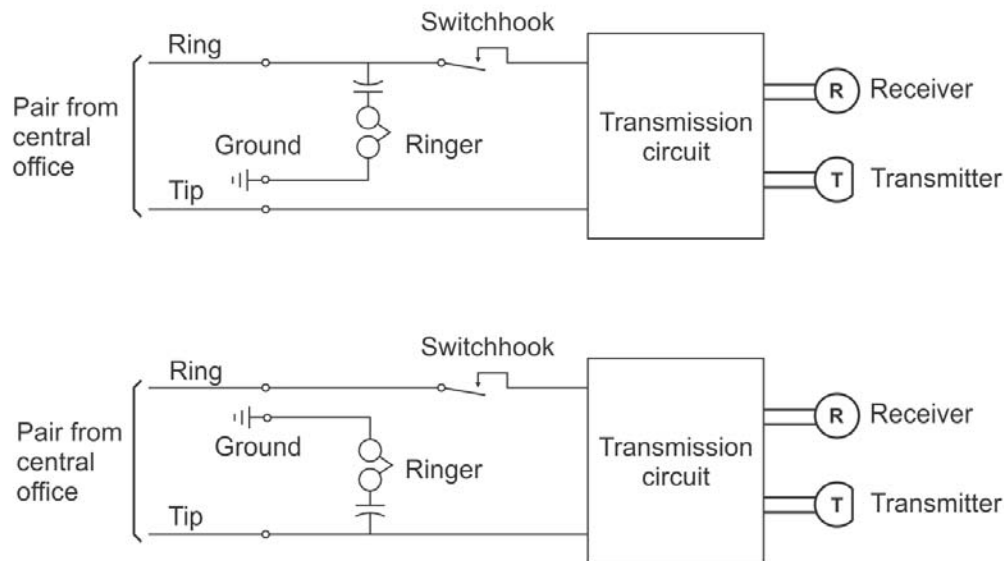 Switchhook
Ring
Pair from
central
office
Ground
Ringer
Tip
Transmission
circuit
R
Receiver
T
Transmitter
Switchhook
Ring
Pair from
central
office
Ground
Ringer
Tip
Transmission
circuit
R
Receiver
T
Transmitter